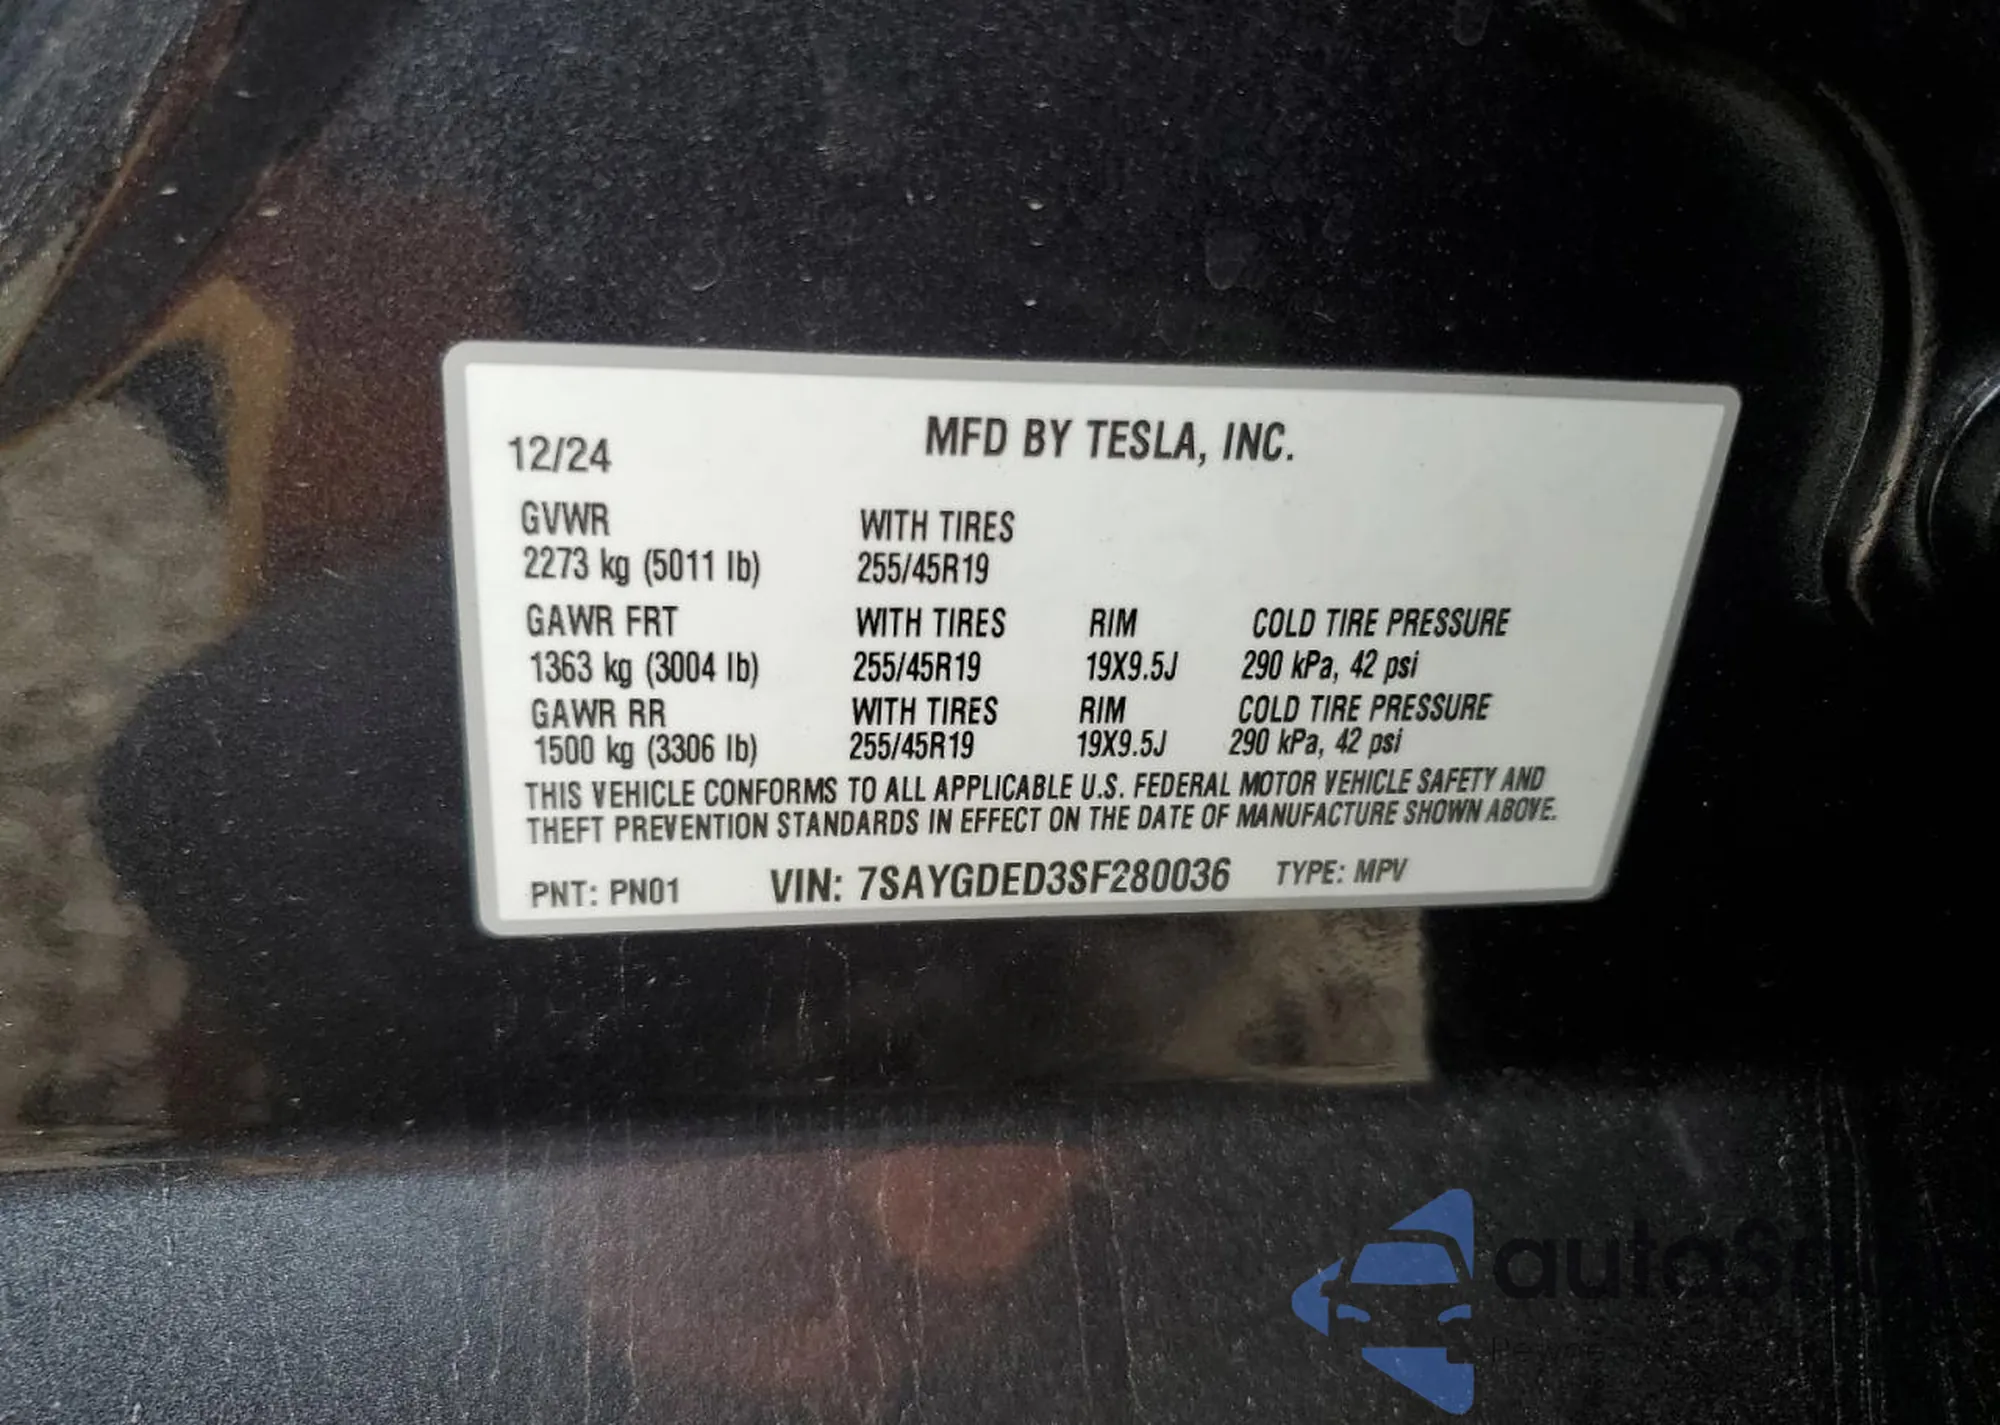 12/24 MFD BY TESLA, INC.
GVWR WITH TIRES
2273 kg (5011 lb) 255/45R19
GAWR FRT WITH TIRES RIM COLD TIRE PRESSURE
1363 kg (3004 lb) 255/45R19 19X9.5J 290 kPa, 42 psi
GAWR RR WITH TIRES RIM COLD TIRE PRESSURE
1500 kg (3306 lb) 255/45R19 19X9.5J 290 kPa, 42 psi
THIS VEHICLE CONFORMS TO ALL APPLICABLE U.S. FEDERAL MOTOR VEHICLE SAFETY AND
THEFT PREVENTION STANDARDS IN EFFECT ON THE DATE OF MANUFACTURE SHOWN ABOVE.
PNT: PN01 VIN: 7SAYGDED3SF280036 TYPE: MPV